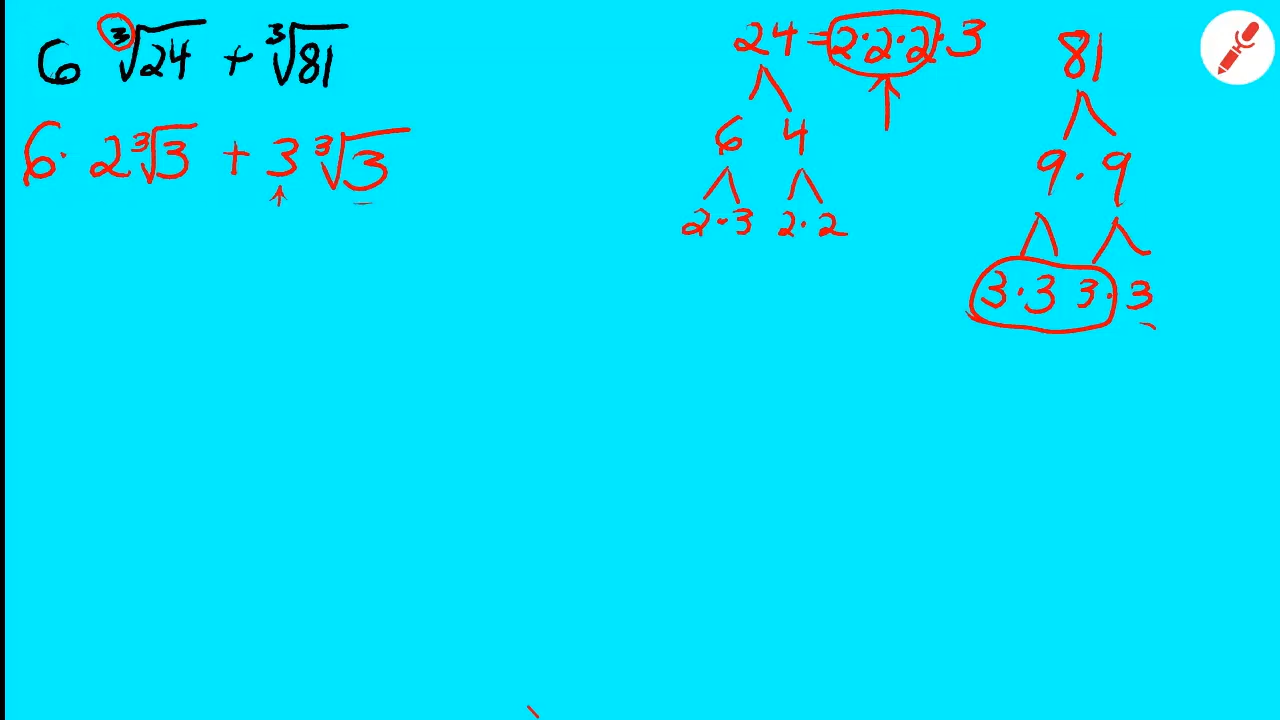 6 ∛24 + ∛81
6 · 2∛3 + 3 ∛3
24 = 2·2·2·3
6 4
2·3 2·2
81
9 · 9
3·3 3·3